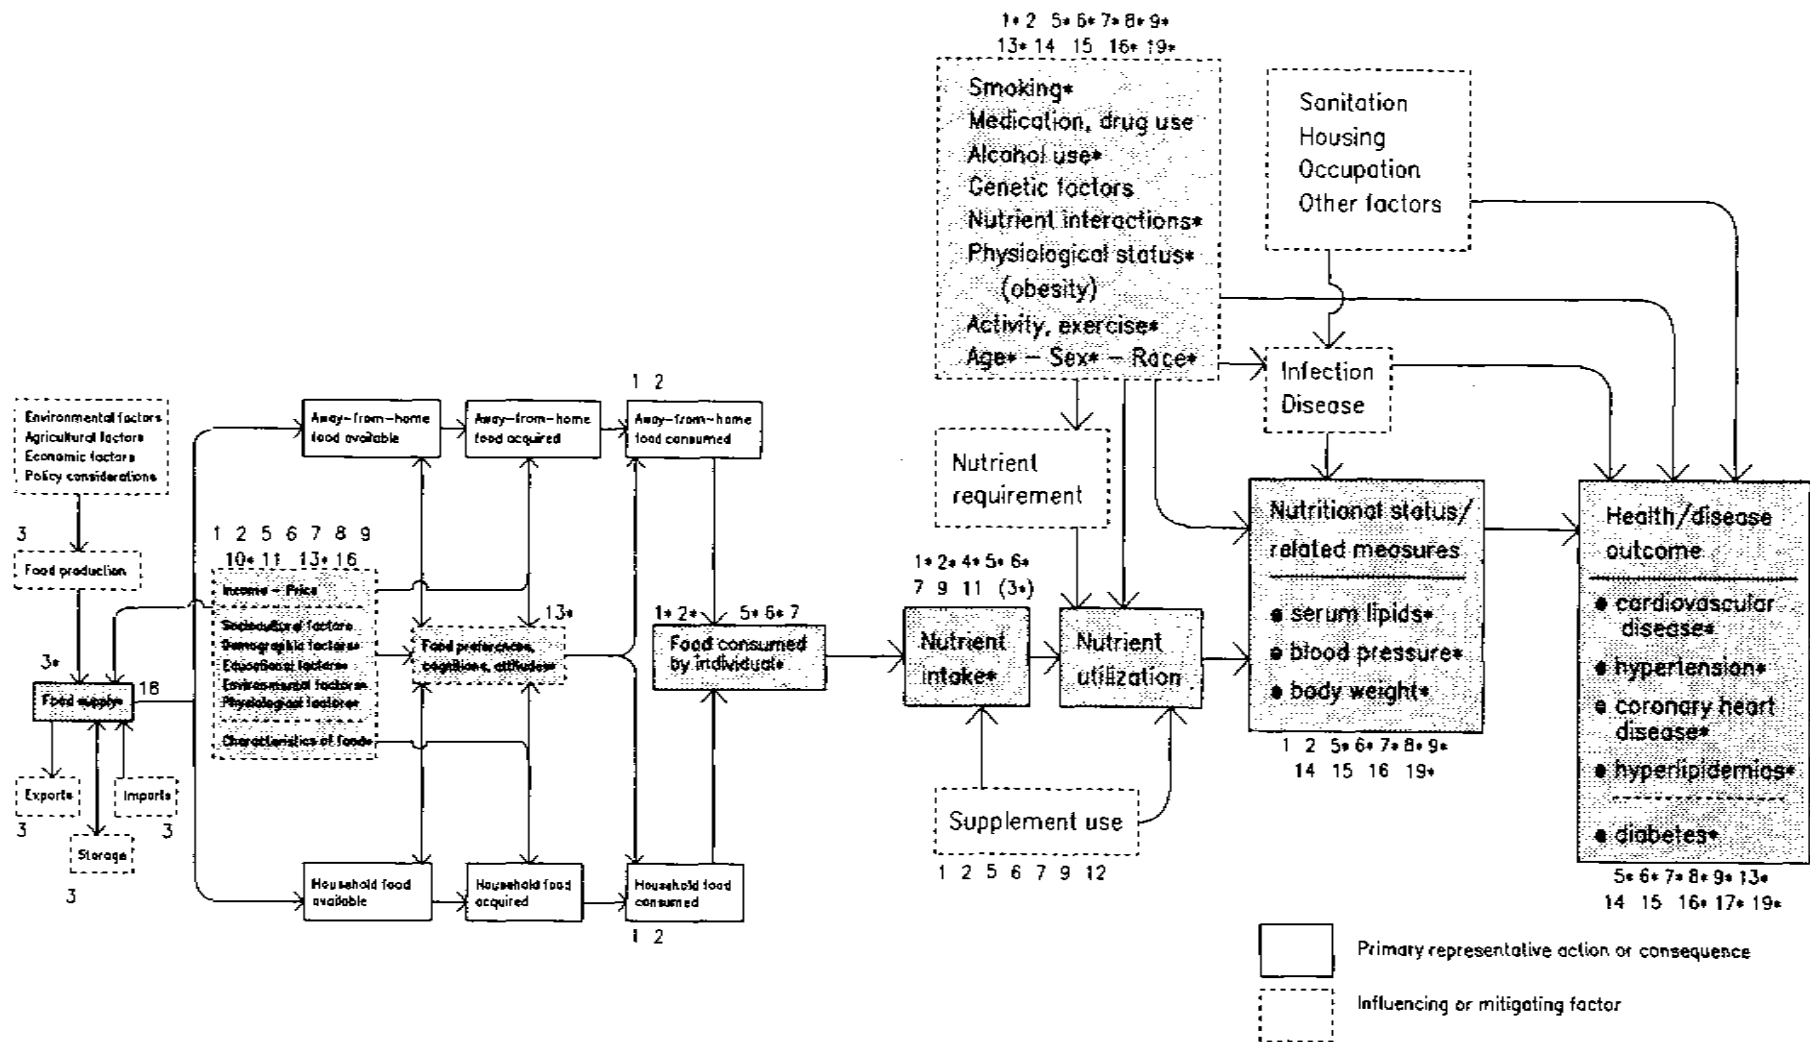 1* 2 5* 6* 7* 8* 9*
13* 14 15 16* 19*
Smoking*
Medication, drug use
Alcohol use*
Genetic factors
Nutrient interactions*
Physiological status*
(obesity)
Activity, exercise*
Age* - Sex* - Race*
Sanitation
Housing
Occupation
Other factors
Infection
Disease
Environmental factors
Agricultural factors
Economic factors
Policy considerations
3
Food production
3*
Food supply*
18
Exports
3
Imports
3
Storage
3
1 2 5 6 7 8 9
10* 11 13* 16
Income - Price
Sociocultural factors
Demographic factors*
Educational factors*
Environmental factors*
Physiological factors*
Characteristics of foods
Away-from-home
food available
Away-from-home
food acquired
1 2
Away-from-home
food consumed
13*
Food preferences,
cognitions, attitudes*
Household food
available
Household food
acquired
Household food
consumed
1 2
1* 2* 5* 6* 7
Food consumed
by individual*
1* 2* 4* 5* 6*
7 9 11 (3*)
Nutrient
intake*
Nutrient
requirement
Nutrient
utilization
Supplement use
1 2 5 6 7 9 12
Nutritional status/
related measures
• serum lipids*
• blood pressure*
• body weight*
1 2 5* 6* 7* 8* 9*
14 15 16 19*
Health/disease
outcome
• cardiovascular
disease*
• hypertension*
• coronary heart
disease*
• hyperlipidemias*
• diabetes*
5* 6* 7* 8* 9* 13*
14 15 16* 17* 19*
Primary representative action or consequence
Influencing or mitigating factor